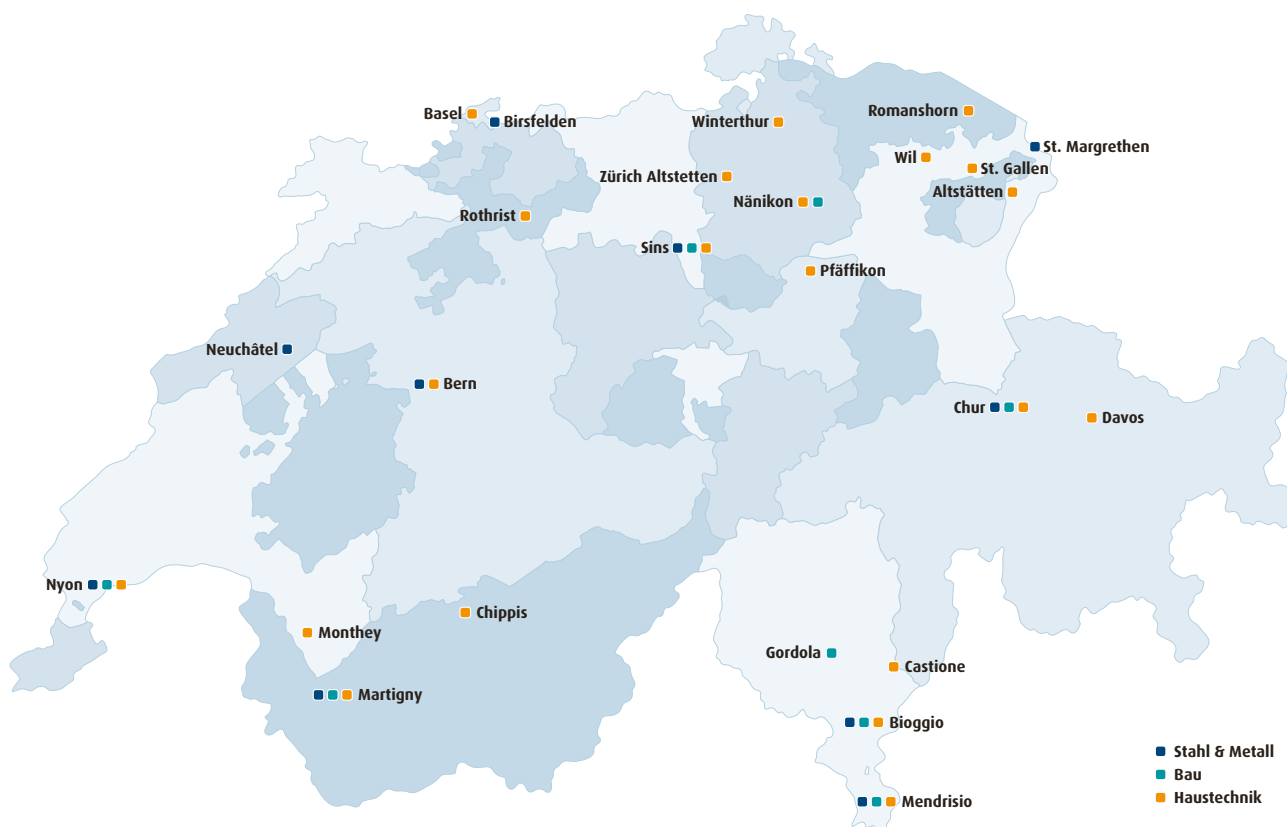 Basel
Birsfelden
Winterthur
Romanshorn
St. Margrethen
Wil
St. Gallen
Zürich Altstetten
Altstätten
Nänikon
Rothrist
Sins
Pfäffikon
Neuchâtel
Bern
Chur
Davos
Nyon
Chippis
Monthey
Gordola
Castione
Martigny
Bioggio
Mendrisio
Stahl & Metall
Bau
Haustechnik